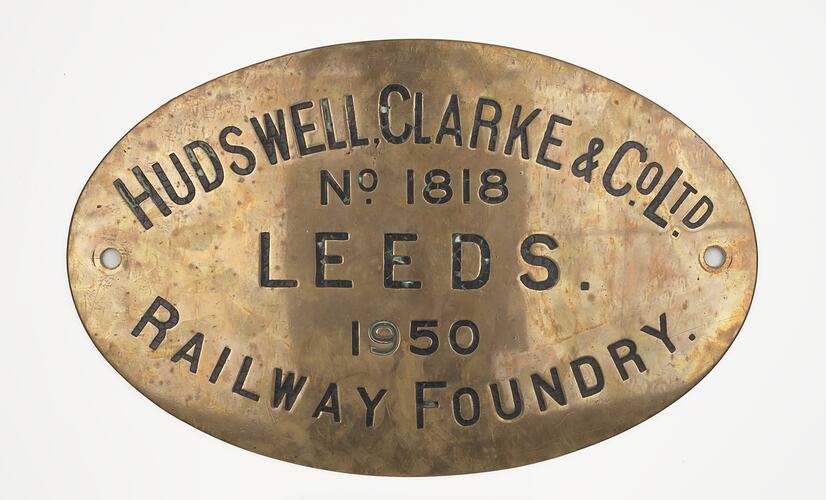 HUDSWELL, CLARKE & CO. LTD
No 1818
LEEDS.
1950
RAILWAY FOUNDRY.